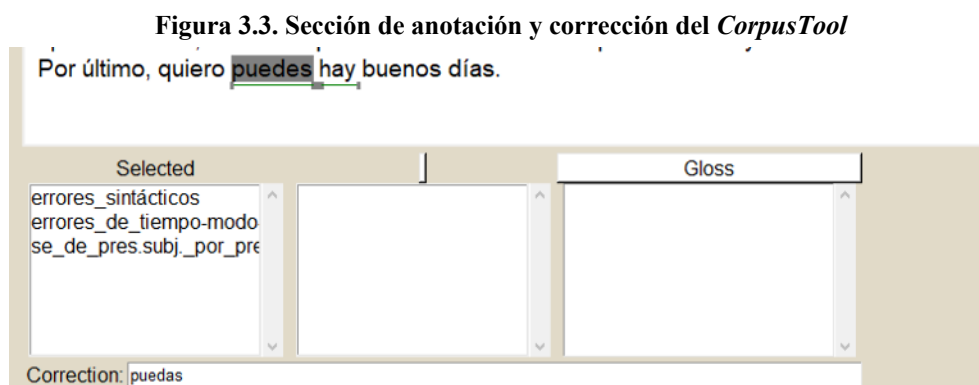 Figura 3.3. Sección de anotación y corrección del CorpusTool
Por último, quiero puedes hay buenos días.
Selected
Gloss
errores_sintácticos
errores_de_tiempo-modo-
se_de_pres.subj._por_pre
Correction: puedas